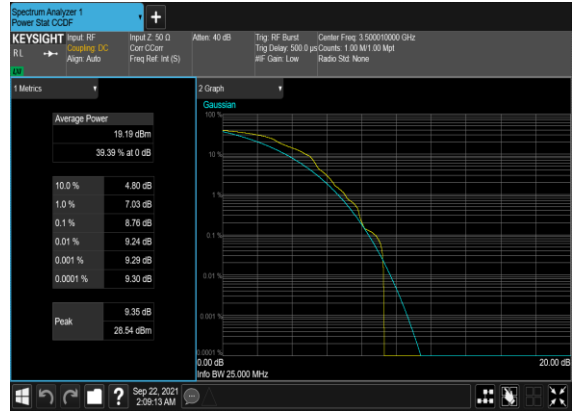 Spectrum Analyzer 1
Power Stat CCDF
KEYSIGHT
RL
Input: RF
Coupling: DC
Align: Auto
Input Z: 50 Ω
Corr CCorr
Freq Ref: Int (S)
Atten: 40 dB
Trig: RF Burst
Trig Delay: 500.0 µs
#IF Gain: Low
Center Freq: 3.500010000 GHz
Counts: 1.00 M/1.00 Mpt
Radio Std: None
1 Metrics
Average Power
19.19 dBm
39.39 % at 0 dB
10.0 % 4.80 dB
1.0 % 7.03 dB
0.1 % 8.76 dB
0.01 % 9.24 dB
0.001 % 9.29 dB
0.0001 % 9.30 dB
Peak
9.35 dB
28.54 dBm
2 Graph
Gaussian
100 %
10 %
1 %
0.1 %
0.01 %
0.001 %
0.0001 %
0.00 dB
20.00 dB
Info BW 25.000 MHz
?
Sep 22, 2021
2:09:13 AM